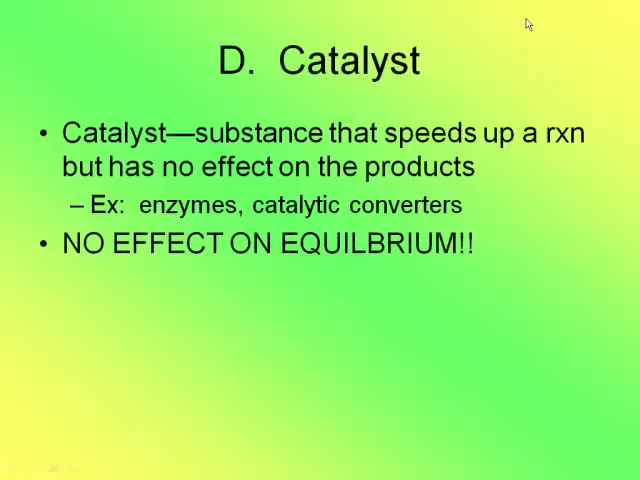 D. Catalyst
• Catalyst—substance that speeds up a rxn
but has no effect on the products
– Ex: enzymes, catalytic converters
• NO EFFECT ON EQUILBRIUM!!